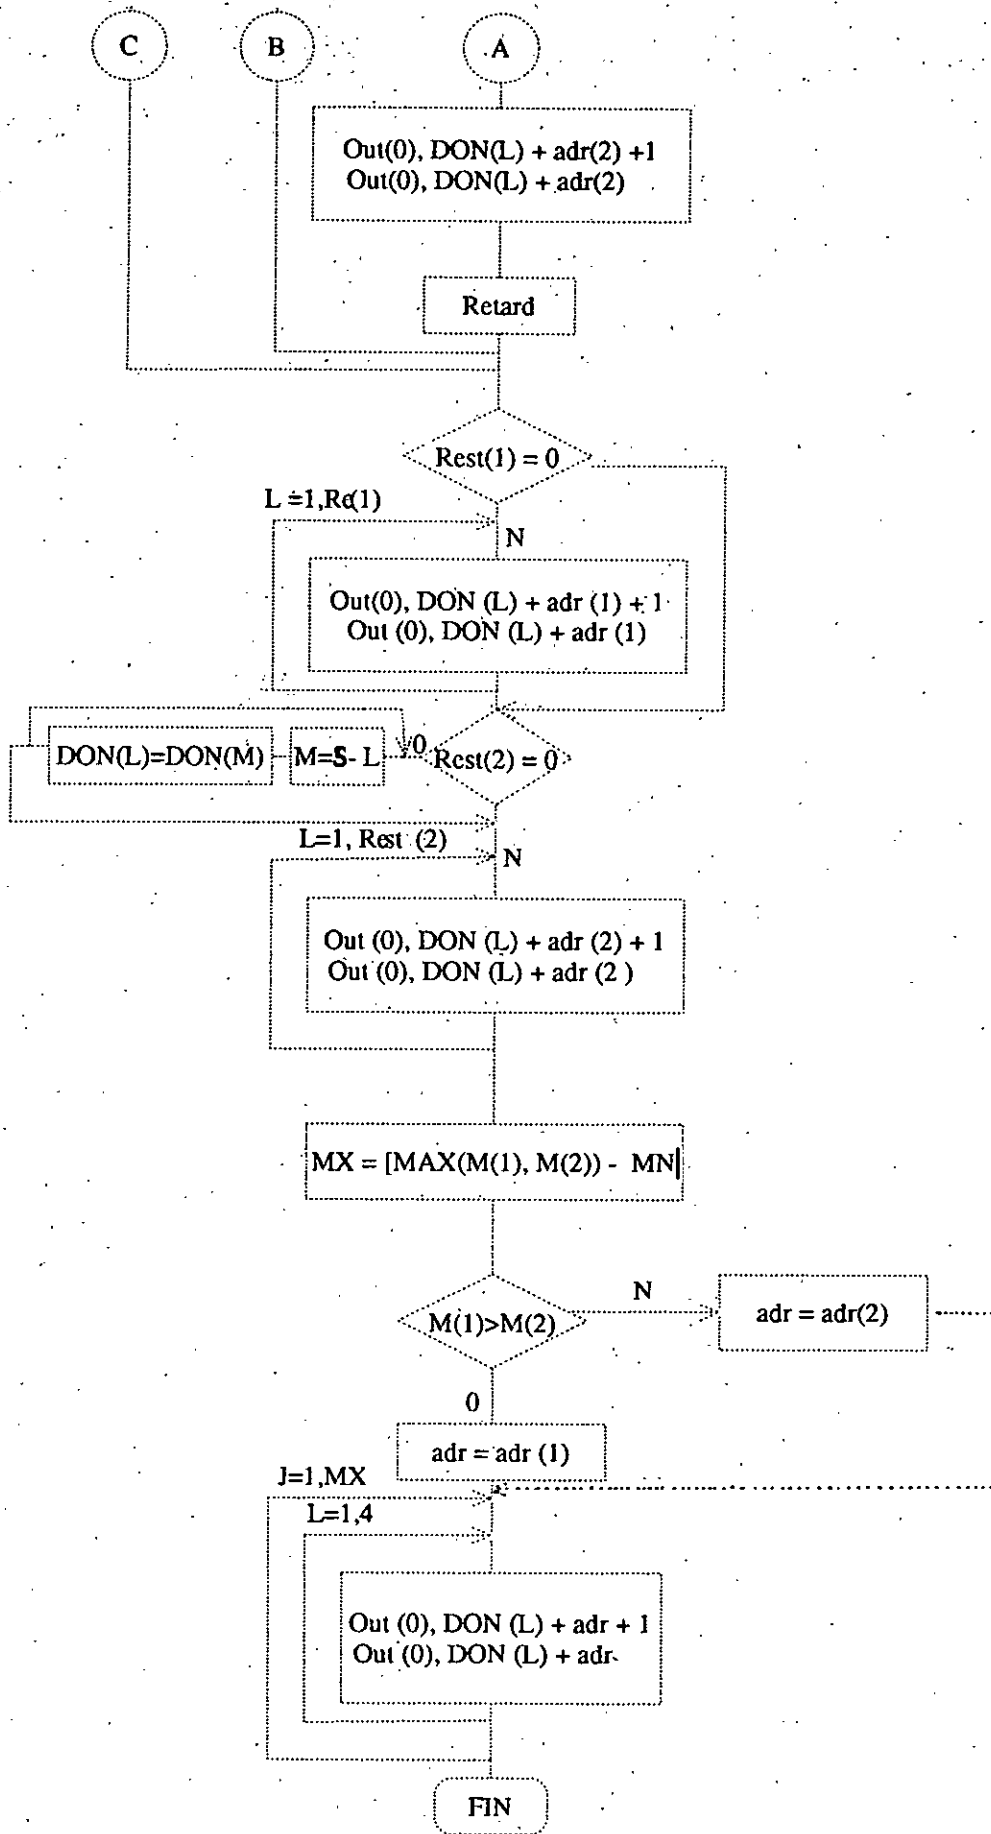 C
B
A
Out(0), DON(L) + adr(2) +1
Out(0), DON(L) + adr(2)
Retard
Rest(1) = 0
L =1,Re(1)
N
Out(0), DON (L) + adr (1) + 1
Out (0), DON (L) + adr (1)
DON(L)=DON(M)
M=5- L
0
Rest(2) = 0
L=1, Rest (2)
N
Out (0), DON (L) + adr (2) + 1
Out (0), DON (L) + adr (2 )
MX = [MAX(M(1), M(2)) - MN|
M(1)>M(2)
N
adr = adr(2)
0
adr = adr (1)
J=1,MX
L=1,4
Out (0), DON (L) + adr + 1
Out (0), DON (L) + adr
FIN